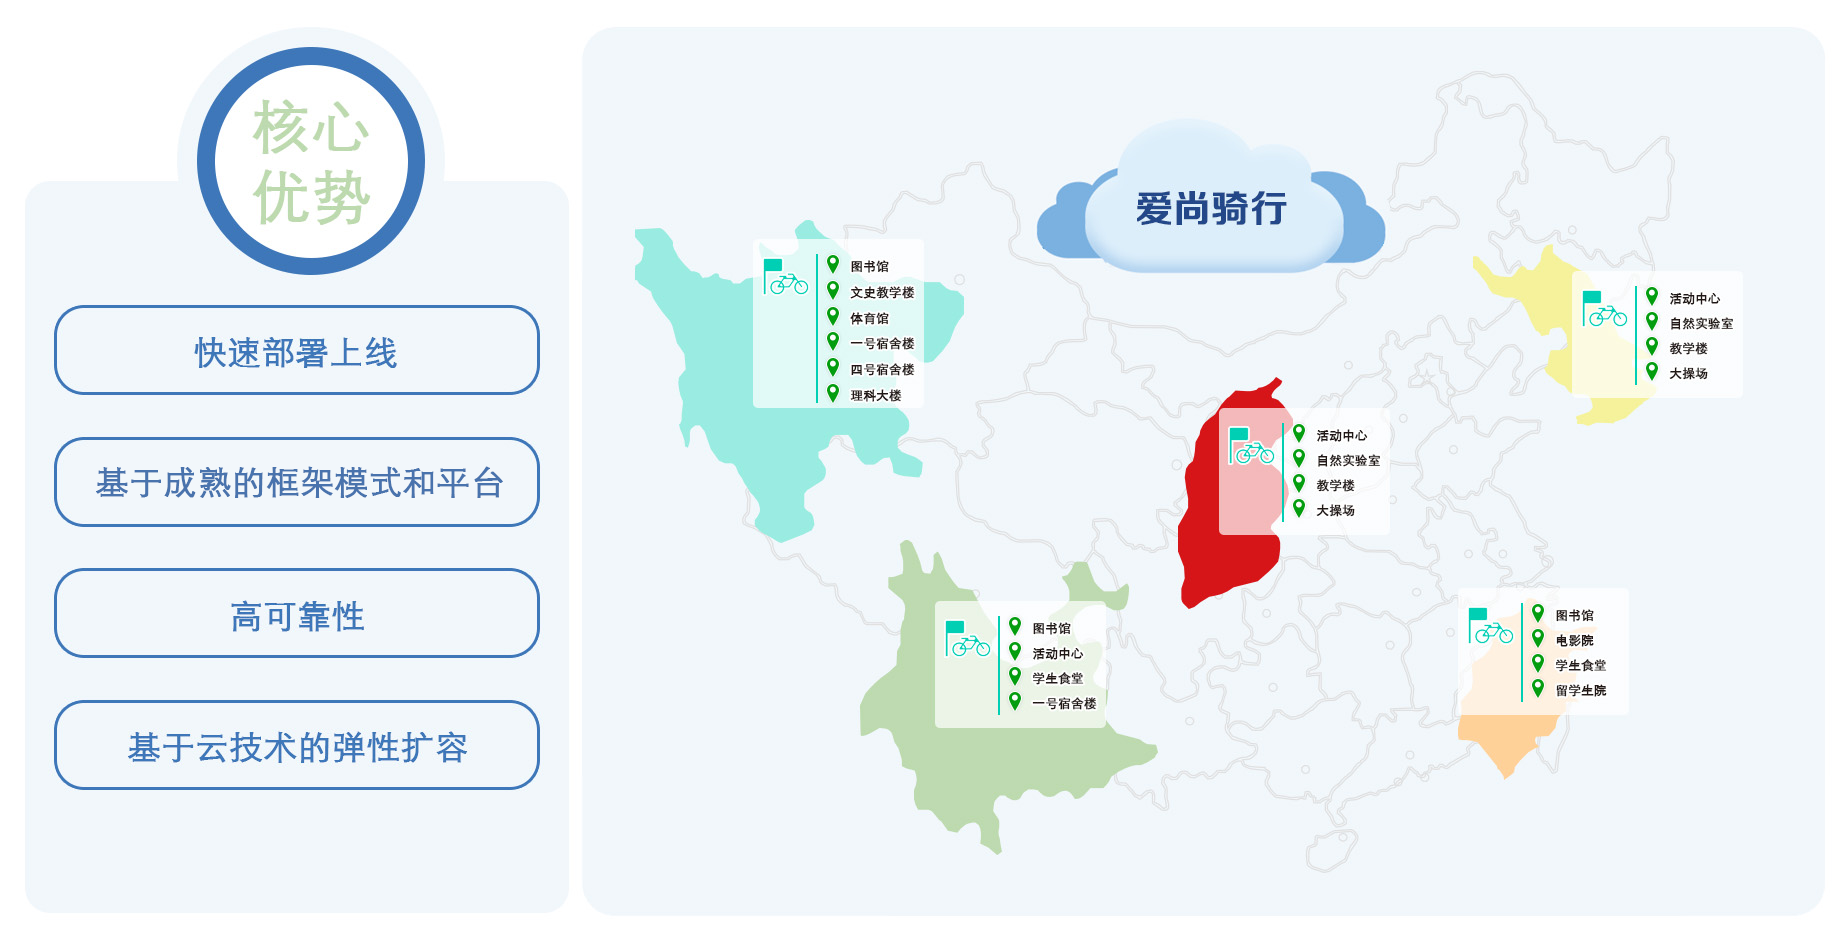 核心
优势
快速部署上线
基于成熟的框架模式和平台
高可靠性
基于云技术的弹性扩容
爱尚骑行
图书馆
文史教学楼
体育馆
一号宿舍楼
四号宿舍楼
理科大楼
活动中心
自然实验室
教学楼
大操场
活动中心
自然实验室
教学楼
大操场
图书馆
活动中心
学生食堂
一号宿舍楼
图书馆
电影院
学生食堂
留学生院